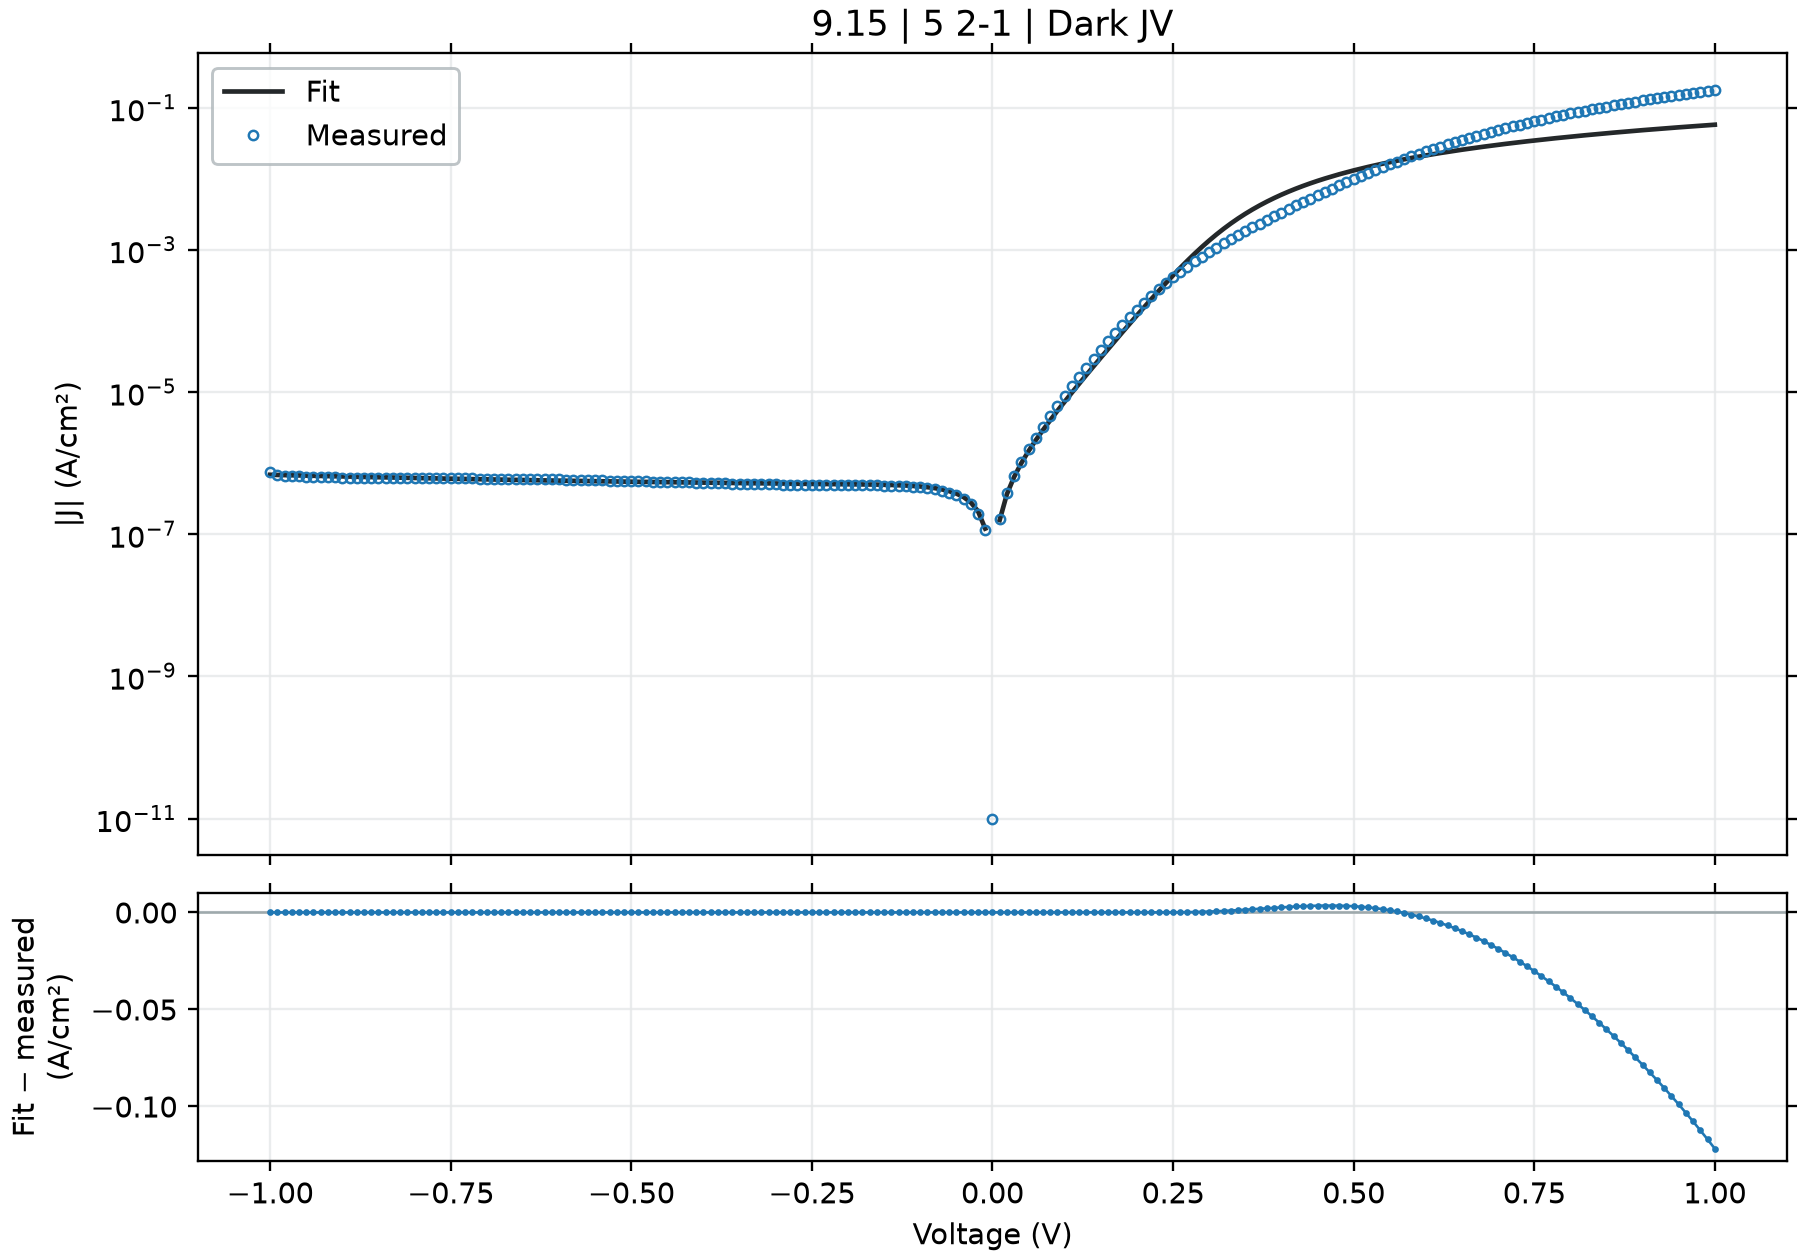 9.15 | 5 2-1 | Dark JV
Fit
Measured
|J| (A/cm²)
10⁻¹
10⁻³
10⁻⁵
10⁻⁷
10⁻⁹
10⁻¹¹
Fit − measured
(A/cm²)
0.00
−0.05
−0.10
−1.00 −0.75 −0.50 −0.25 0.00 0.25 0.50 0.75 1.00
Voltage (V)